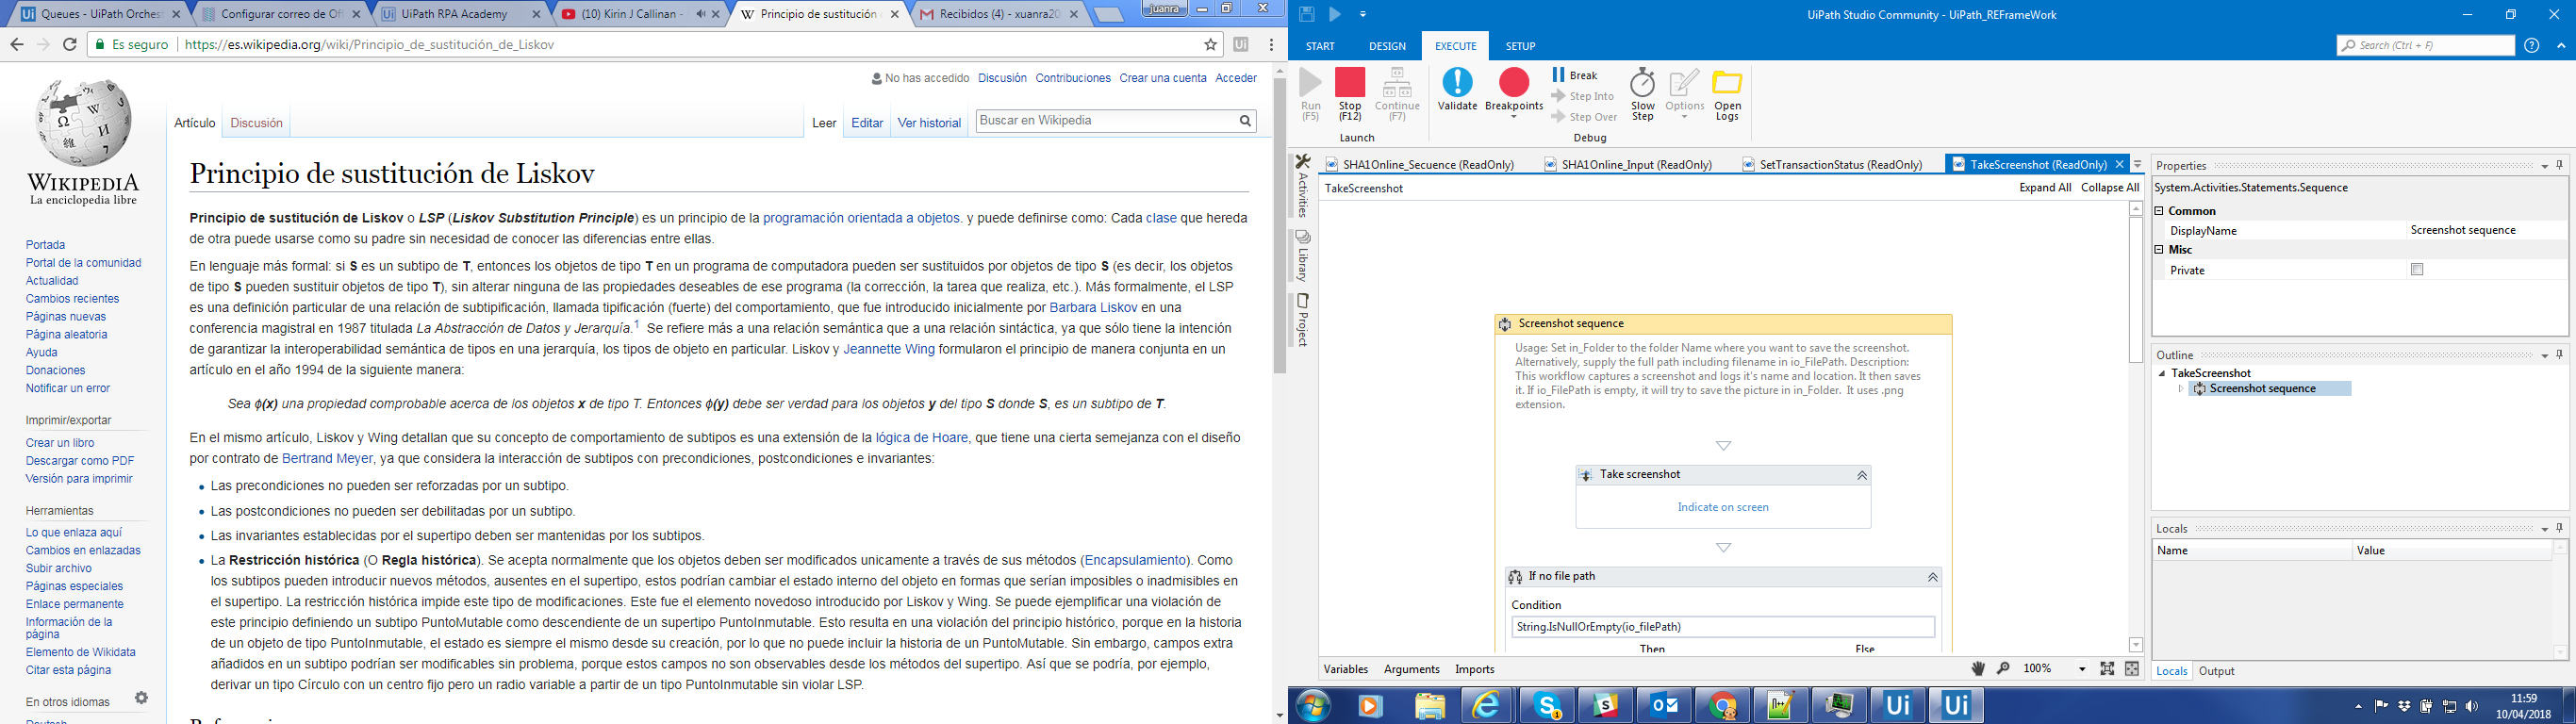 Queues - UiPath Orchest
Configurar correo de Of
UiPath RPA Academy
(10) Kirin J Callinan -
Principio de sustitución
Recibidos (4) - xuanra20
juanra
Es seguro
https://es.wikipedia.org/wiki/Principio_de_sustitución_de_Liskov
No has accedido Discusión Contribuciones Crear una cuenta Acceder
Artículo Discusión
Leer Editar Ver historial
Buscar en Wikipedia
WIKIPEDIA
La enciclopedia libre
Portada
Portal de la comunidad
Actualidad
Cambios recientes
Páginas nuevas
Página aleatoria
Ayuda
Donaciones
Notificar un error
Imprimir/exportar
Crear un libro
Descargar como PDF
Versión para imprimir
Herramientas
Lo que enlaza aquí
Cambios en enlazadas
Subir archivo
Páginas especiales
Enlace permanente
Información de la
página
Elemento de Wikidata
Citar esta página
En otros idiomas
Principio de sustitución de Liskov
Principio de sustitución de Liskov o LSP (Liskov Substitution Principle) es un principio de la programación orientada a objetos. y puede definirse como: Cada clase que hereda
de otra puede usarse como su padre sin necesidad de conocer las diferencias entre ellas.
En lenguaje más formal: si S es un subtipo de T, entonces los objetos de tipo T en un programa de computadora pueden ser sustituidos por objetos de tipo S (es decir, los objetos
de tipo S pueden sustituir objetos de tipo T), sin alterar ninguna de las propiedades deseables de ese programa (la corrección, la tarea que realiza, etc.). Más formalmente, el LSP
es una definición particular de una relación de subtipificación, llamada tipificación (fuerte) del comportamiento, que fue introducido inicialmente por Barbara Liskov en una
conferencia magistral en 1987 titulada La Abstracción de Datos y Jerarquía.1 Se refiere más a una relación semántica que a una relación sintáctica, ya que sólo tiene la intención
de garantizar la interoperabilidad semántica de tipos en una jerarquía, los tipos de objeto en particular. Liskov y Jeannette Wing formularon el principio de manera conjunta en un
artículo en el año 1994 de la siguiente manera:
Sea ϕ(x) una propiedad comprobable acerca de los objetos x de tipo T. Entonces ϕ(y) debe ser verdad para los objetos y del tipo S donde S, es un subtipo de T.
En el mismo artículo, Liskov y Wing detallan que su concepto de comportamiento de subtipos es una extensión de la lógica de Hoare, que tiene una cierta semejanza con el diseño
por contrato de Bertrand Meyer, ya que considera la interacción de subtipos con precondiciones, postcondiciones e invariantes:
Las precondiciones no pueden ser reforzadas por un subtipo.
Las postcondiciones no pueden ser debilitadas por un subtipo.
Las invariantes establecidas por el supertipo deben ser mantenidas por los subtipos.
La Restricción histórica (O Regla histórica). Se acepta normalmente que los objetos deben ser modificados unicamente a través de sus métodos (Encapsulamiento). Como
los subtipos pueden introducir nuevos métodos, ausentes en el supertipo, estos podrían cambiar el estado interno del objeto en formas que serían imposibles o inadmisibles en
el supertipo. La restricción histórica impide este tipo de modificaciones. Este fue el elemento novedoso introducido por Liskov y Wing. Se puede ejemplificar una violación de
este principio definiendo un subtipo PuntoMutable como descendiente de un supertipo PuntoInmutable. Esto resulta en una violación del principio histórico, porque en la historia
de un objeto de tipo PuntoInmutable, el estado es siempre el mismo desde su creación, por lo que no puede incluir la historia de un PuntoMutable. Sin embargo, campos extra
añadidos en un subtipo podrían ser modificables sin problema, porque estos campos no son observables desde los métodos del supertipo. Así que se podría, por ejemplo,
derivar un tipo Círculo con un centro fijo pero un radio variable a partir de un tipo PuntoInmutable sin violar LSP.
UiPath Studio Community - UiPath_REFrameWork
START DESIGN EXECUTE SETUP
Search (Ctrl + F)
Run
(F5)
Stop
(F12)
Continue
(F7)
Launch
Validate
Breakpoints
Break
Step Into
Step Over
Slow
Step
Options
Open
Logs
Debug
SHA1Online_Secuence (ReadOnly)
SHA1Online_Input (ReadOnly)
SetTransactionStatus (ReadOnly)
TakeScreenshot (ReadOnly)
Activities
Library
Project
TakeScreenshot
Expand All Collapse All
Screenshot sequence
Usage: Set in_Folder to the folder Name where you want to save the screenshot.
Alternatively, supply the full path including filename in io_FilePath. Description:
This workflow captures a screenshot and logs it's name and location. It then saves
it. If io_FilePath is empty, it will try to save the picture in in_Folder. It uses .png
extension.
Take screenshot
Indicate on screen
If no file path
Condition
String.IsNullOrEmpty(io_filePath)
Then Else
Variables Arguments Imports
100%
Properties
System.Activities.Statements.Sequence
Common
DisplayName Screenshot sequence
Misc
Private
Outline
TakeScreenshot
Screenshot sequence
Locals
Name Value
Locals Output
11:59
10/04/2018